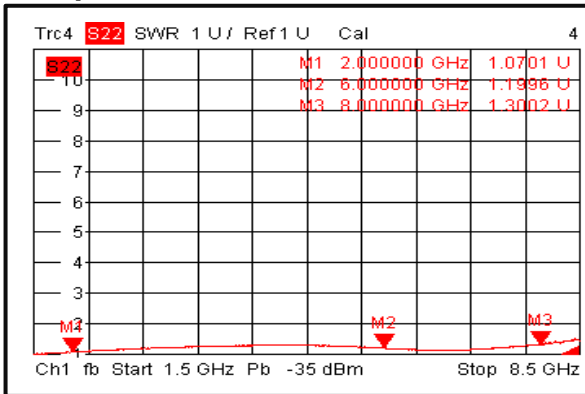 Trc4 S22 SWR 1 U/ Ref 1 U Cal 4
S22
M1 2.000000 GHz 1.0701 U
M2 6.000000 GHz 1.1996 U
M3 8.000000 GHz 1.3002 U
10
9
8
7
6
5
4
3
2
1
M1
M2
M3
Ch1 fb Start 1.5 GHz Pb -35 dBm Stop 8.5 GHz